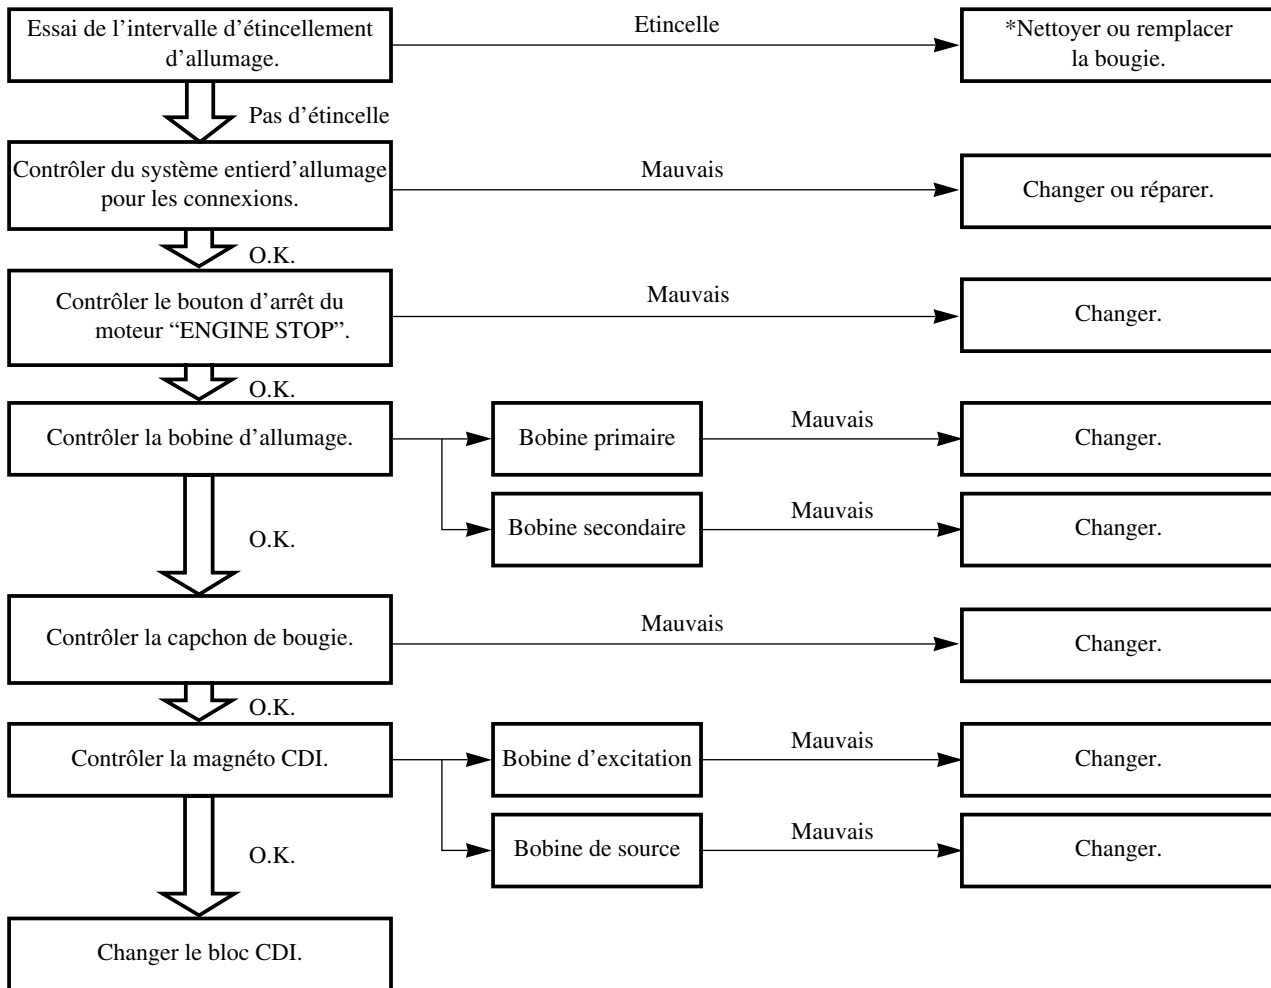 Essai de l’intervalle d’étincellement
d’allumage.
Etincelle
*Nettoyer ou remplacer
la bougie.
Pas d’étincelle
Contrôler du système entierd’allumage
pour les connexions.
Mauvais
Changer ou réparer.
O.K.
Contrôler le bouton d’arrêt du
moteur “ENGINE STOP”.
Mauvais
Changer.
O.K.
Contrôler la bobine d’allumage.
Bobine primaire
Mauvais
Changer.
Bobine secondaire
Mauvais
Changer.
O.K.
Contrôler la capchon de bougie.
Mauvais
Changer.
O.K.
Contrôler la magnéto CDI.
Bobine d’excitation
Mauvais
Changer.
Bobine de source
Mauvais
Changer.
O.K.
Changer le bloc CDI.